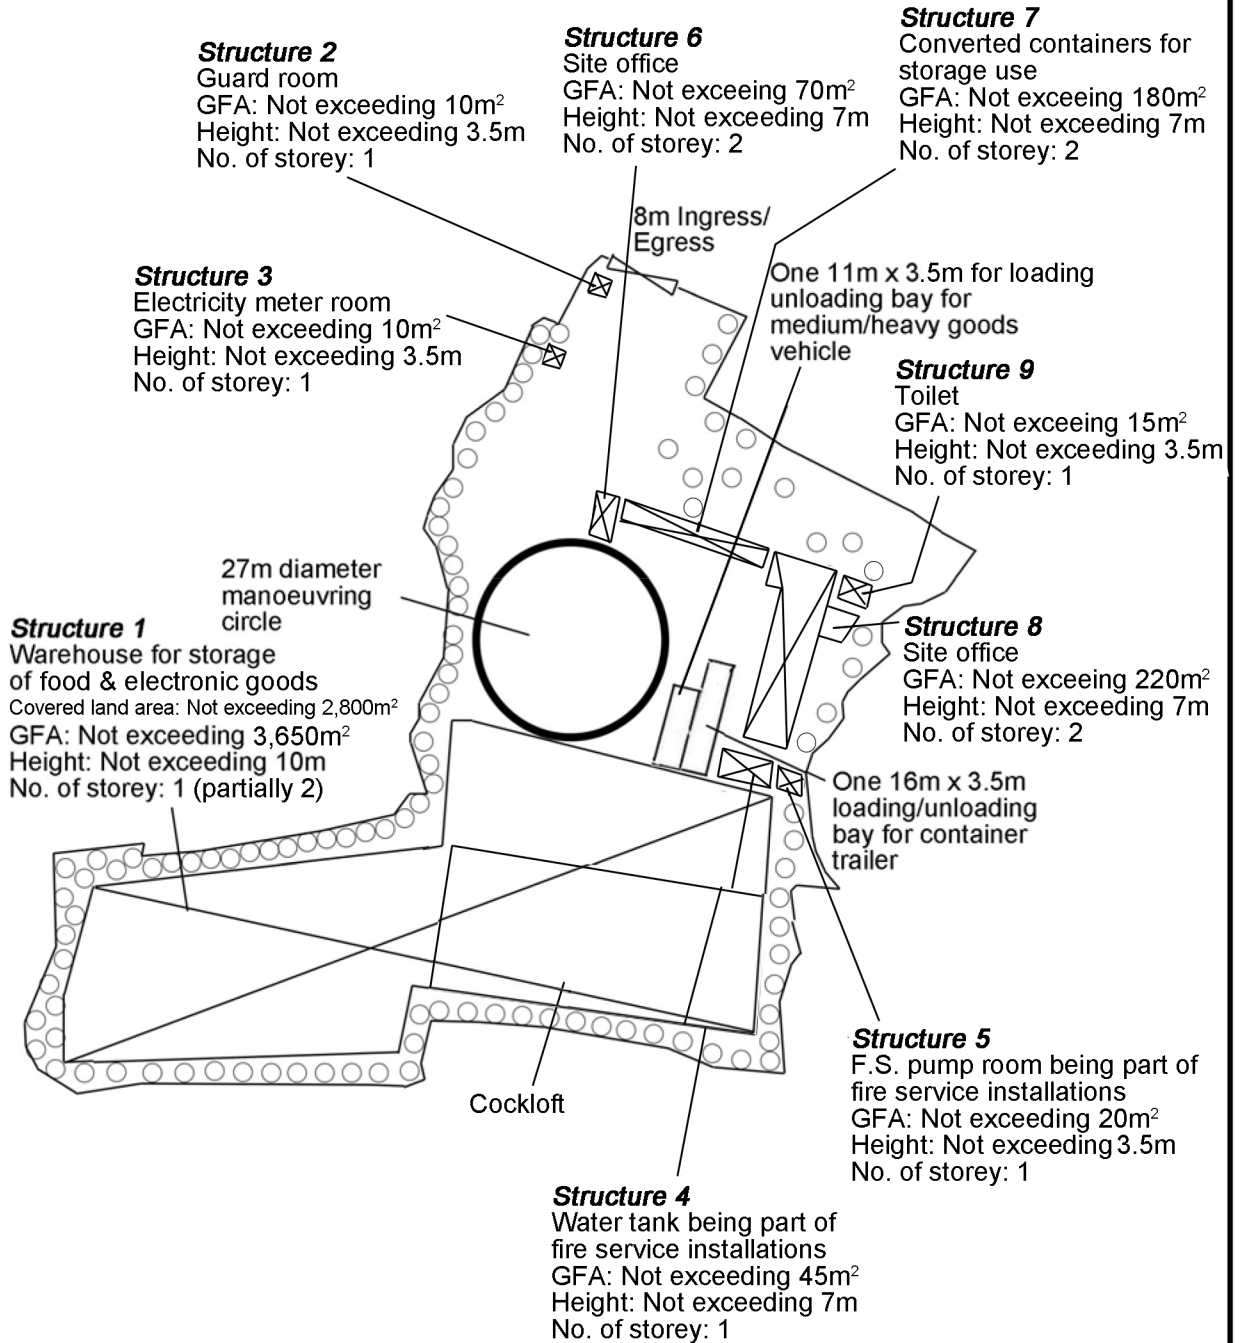 Structure 2
Guard room
GFA: Not exceeding 10m²
Height: Not exceeding 3.5m
No. of storey: 1
Structure 6
Site office
GFA: Not exceeing 70m²
Height: Not exceeding 7m
No. of storey: 2
Structure 7
Converted containers for
storage use
GFA: Not exceeing 180m²
Height: Not exceeding 7m
No. of storey: 2
8m Ingress/
Egress
Structure 3
Electricity meter room
GFA: Not exceeding 10m²
Height: Not exceeding 3.5m
No. of storey: 1
One 11m x 3.5m for loading
unloading bay for
medium/heavy goods
vehicle
Structure 9
Toilet
GFA: Not exceeing 15m²
Height: Not exceeding 3.5m
No. of storey: 1
27m diameter
manoeuvring
circle
Structure 1
Warehouse for storage
of food & electronic goods
Covered land area: Not exceeding 2,800m²
GFA: Not exceeding 3,650m²
Height: Not exceeding 10m
No. of storey: 1 (partially 2)
Structure 8
Site office
GFA: Not exceeing 220m²
Height: Not exceeding 7m
No. of storey: 2
One 16m x 3.5m
loading/unloading
bay for container
trailer
Cockloft
Structure 5
F.S. pump room being part of
fire service installations
GFA: Not exceeding 20m²
Height: Not exceeding 3.5m
No. of storey: 1
Structure 4
Water tank being part of
fire service installations
GFA: Not exceeding 45m²
Height: Not exceeding 7m
No. of storey: 1